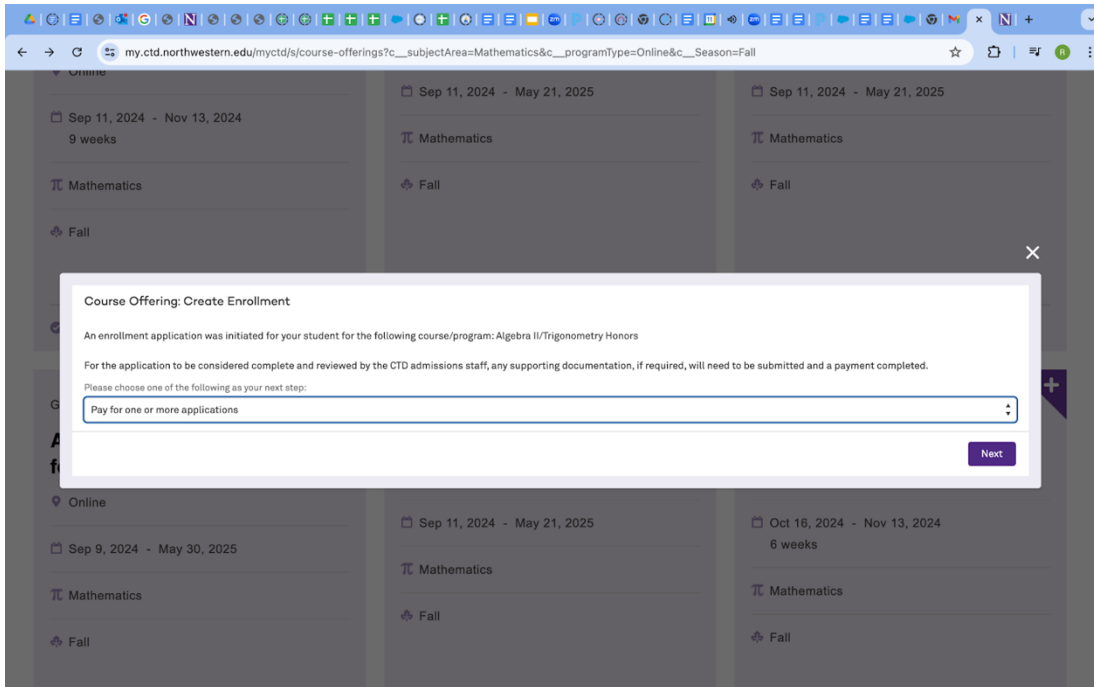 my.ctd.northwestern.edu/myctd/s/course-offerings?c__subjectArea=Mathematics&c__programType=Online&c__Season=Fall
Online
Sep 11, 2024 - Nov 13, 2024
9 weeks
Mathematics
Fall
Sep 11, 2024 - May 21, 2025
Mathematics
Fall
Sep 11, 2024 - May 21, 2025
Mathematics
Fall
Course Offering: Create Enrollment
An enrollment application was initiated for your student for the following course/program: Algebra II/Trigonometry Honors
For the application to be considered complete and reviewed by the CTD admissions staff, any supporting documentation, if required, will need to be submitted and a payment completed.
Please choose one of the following as your next step:
Pay for one or more applications
Next
Online
Sep 9, 2024 - May 30, 2025
Mathematics
Fall
Sep 11, 2024 - May 21, 2025
Mathematics
Fall
Oct 16, 2024 - Nov 13, 2024
6 weeks
Mathematics
Fall